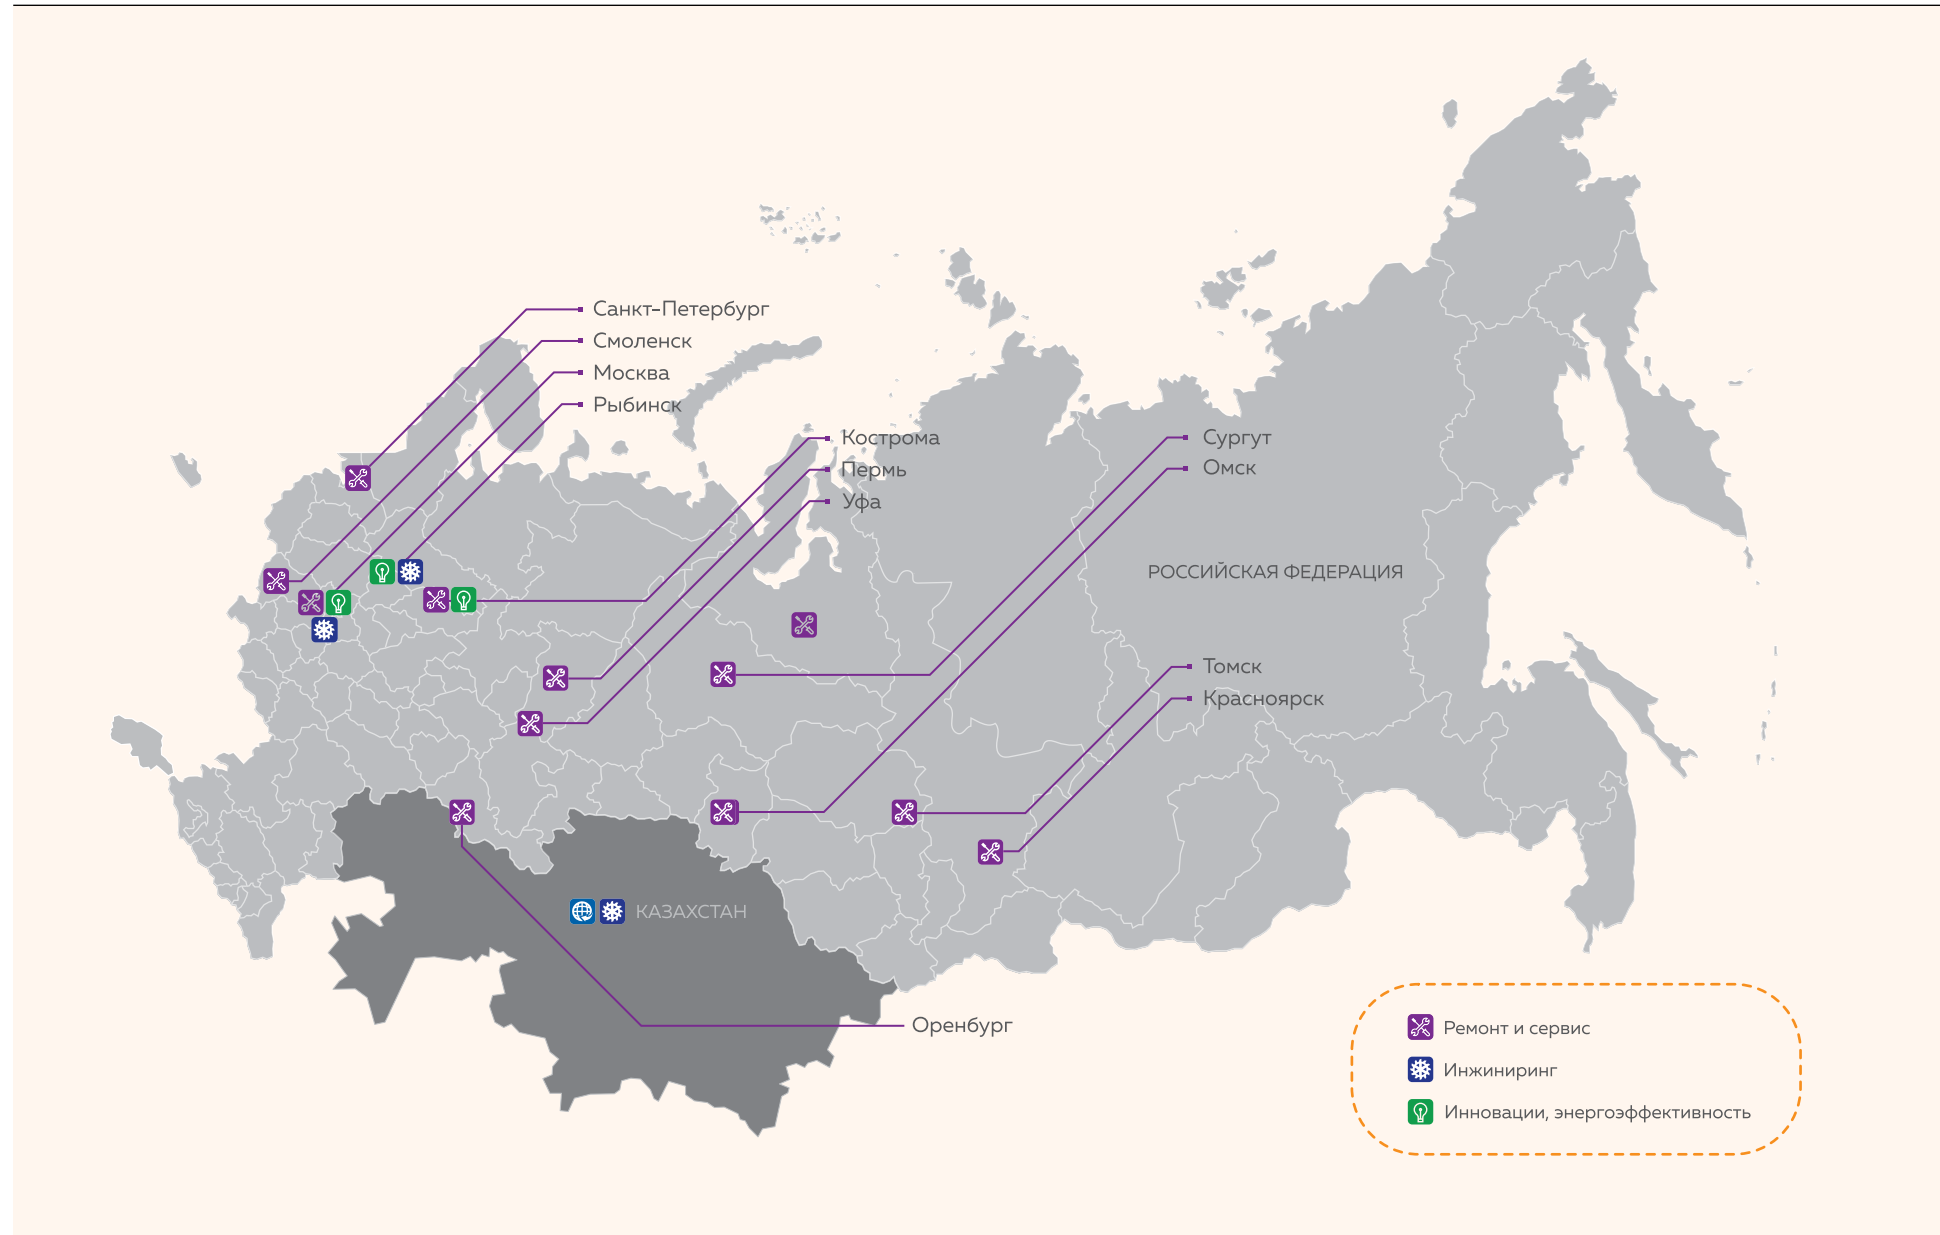 Санкт-Петербург
Смоленск
Москва
Рыбинск
Кострома
Пермь
Уфа
Сургут
Омск
РОССИЙСКАЯ ФЕДЕРАЦИЯ
Томск
Красноярск
КАЗАХСТАН
Оренбург
Ремонт и сервис
Инжиниринг
Инновации, энергоэффективность